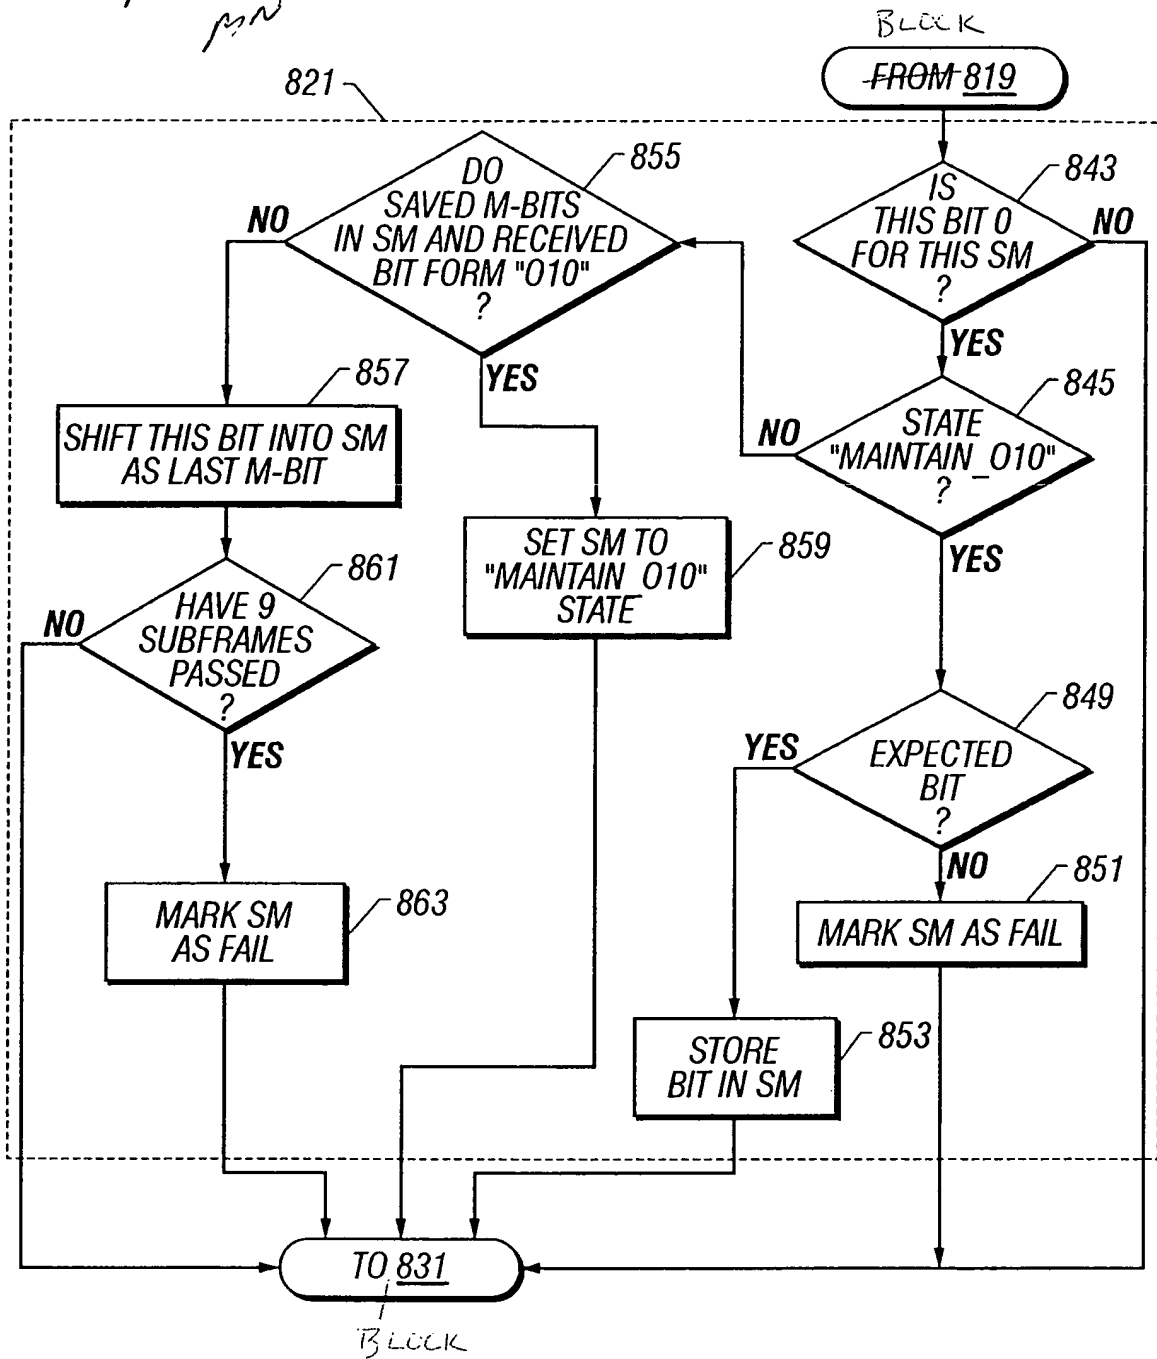 BLOCK
FROM 819
821
DO
SAVED M-BITS
IN SM AND RECEIVED
BIT FORM "010"
?
855
NO
YES
IS
THIS BIT 0
FOR THIS SM
?
843
NO
YES
STATE
"MAINTAIN_010"
?
845
NO
YES
857
SHIFT THIS BIT INTO SM
AS LAST M-BIT
SET SM TO
"MAINTAIN_010"
STATE
859
HAVE 9
SUBFRAMES
PASSED
?
861
NO
YES
EXPECTED
BIT
?
849
YES
NO
MARK SM
AS FAIL
863
MARK SM AS FAIL
851
STORE
BIT IN SM
853
TO 831
BLOCK